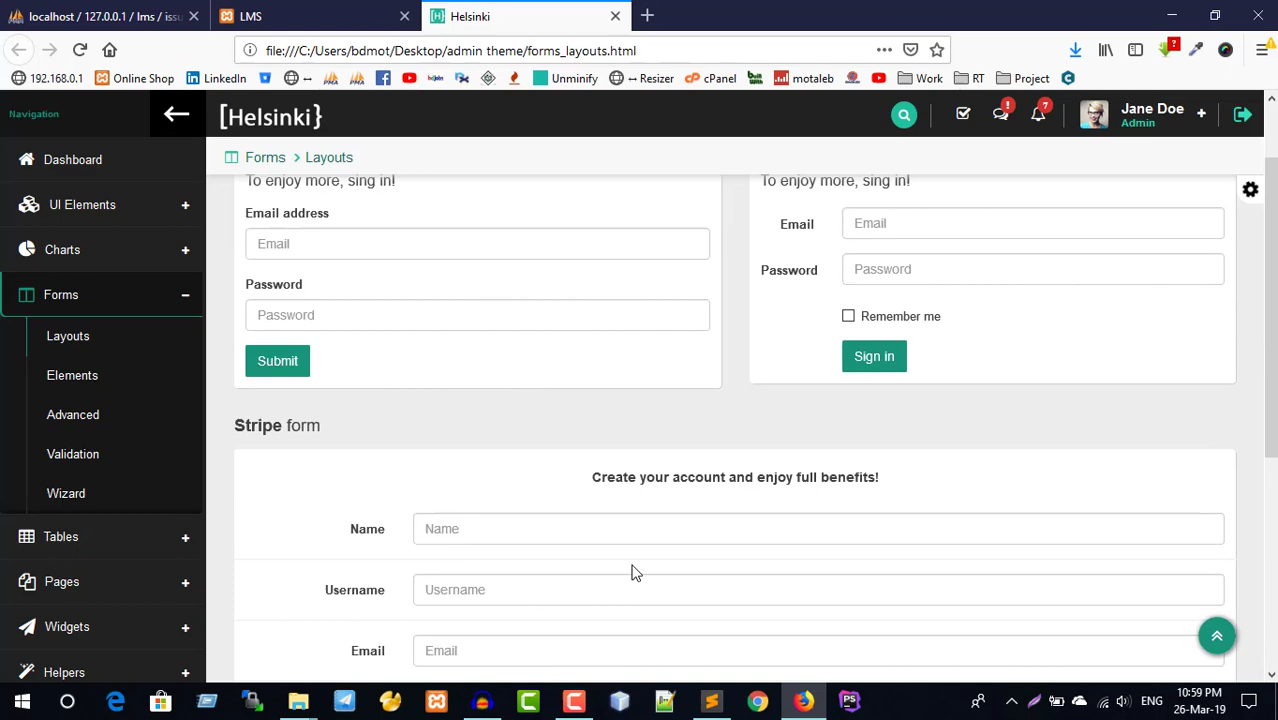 localhost / 127.0.0.1 / lms / issu
LMS
Helsinki
file:///C:/Users/bdmot/Desktop/admin theme/forms_layouts.html
192.168.0.1
Online Shop
LinkedIn
Unminify
Resizer
cPanel
motaleb
Work
RT
Project
Navigation
[Helsinki}
!
7
Jane Doe
Admin
Forms > Layouts
Dashboard
UI Elements
Charts
Forms
Layouts
Elements
Advanced
Validation
Wizard
Tables
Pages
Widgets
Helpers
To enjoy more, sing in!
Email address
Email
Password
Password
Submit
To enjoy more, sing in!
Email
Email
Password
Password
Remember me
Sign in
Stripe form
Create your account and enjoy full benefits!
Name
Name
Username
Username
Email
Email
ENG
10:59 PM
26-Mar-19